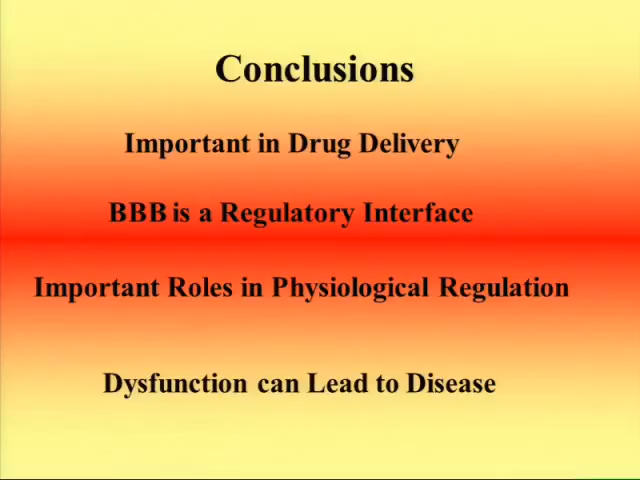 Conclusions
Important in Drug Delivery
BBB is a Regulatory Interface
Important Roles in Physiological Regulation
Dysfunction can Lead to Disease